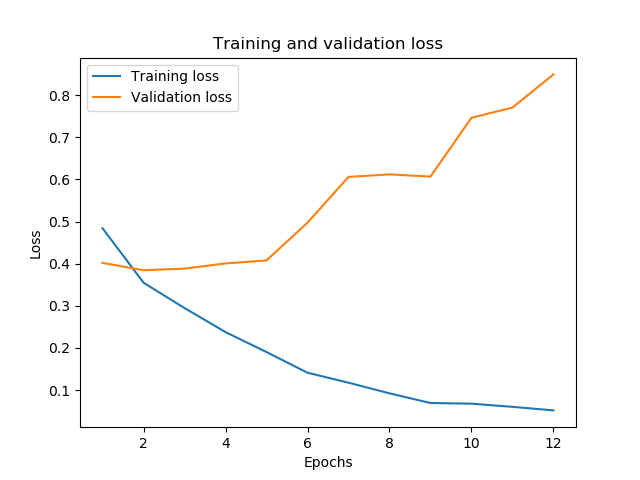 Training and validation loss
Training loss
Validation loss
0.8
0.7
0.6
0.5
0.4
0.3
0.2
0.1
Loss
2 4 6 8 10 12
Epochs